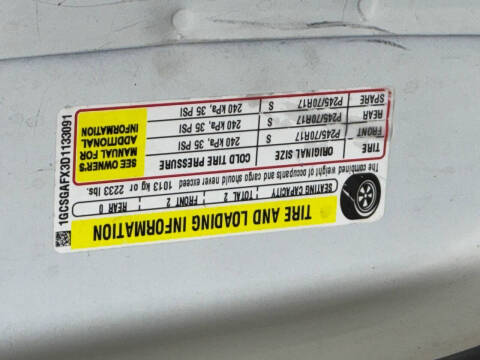 TIRE AND LOADING INFORMATION
SEATING CAPACITY TOTAL 2 FRONT 2 REAR 0
The combined weight of occupants and cargo should never exceed 1013 kg or 2233 lbs.
TIRE ORIGINAL SIZE COLD TIRE PRESSURE
FRONT P245/70R17 S 240 kPa, 35 PSI
REAR P245/70R17 S 240 kPa, 35 PSI
SPARE P245/70R17 S 240 kPa, 35 PSI
SEE OWNER'S
MANUAL FOR
ADDITIONAL
INFORMATION
1GCSGAFX3D1133091